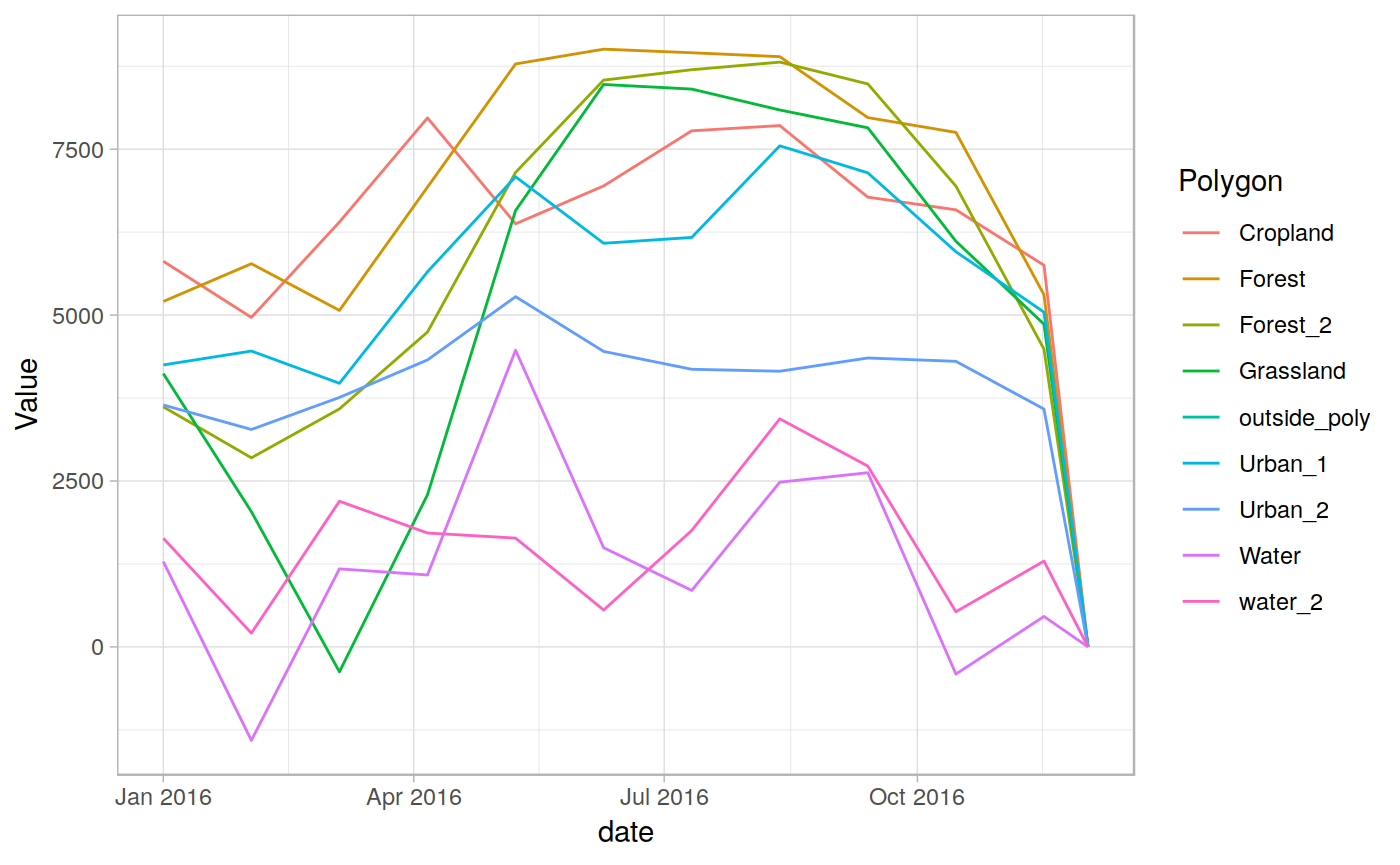 7500
5000
2500
0
Value
Jan 2016
Apr 2016
Jul 2016
Oct 2016
date
Polygon
Cropland
Forest
Forest_2
Grassland
outside_poly
Urban_1
Urban_2
Water
water_2